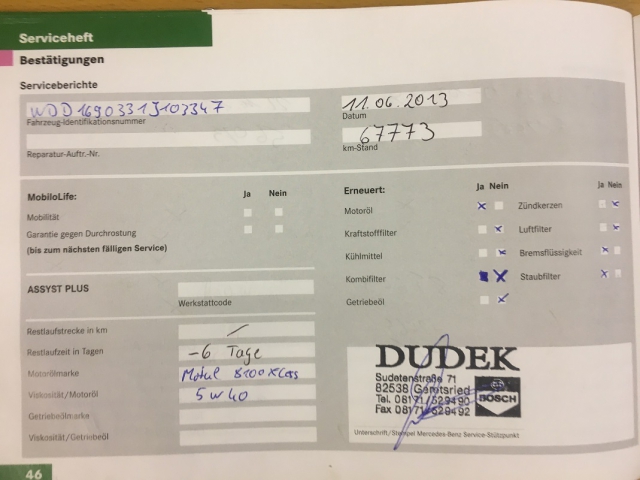 Serviceheft
Bestätigungen
Serviceberichte
WDD1690331J103347
Fahrzeug-Identifikationsnummer
11.06.2013
Datum
Reparatur-Auftr.-Nr.
67773
km-Stand
MobiloLife: Ja Nein
Mobilität
Garantie gegen Durchrostung
(bis zum nächsten fälligen Service)
Erneuert: Ja Nein Ja Nein
Motoröl Zündkerzen
Kraftstofffilter Luftfilter
Kühlmittel Bremsflüssigkeit
Kombifilter Staubfilter
Getriebeöl
ASSYST PLUS
Werkstattcode
Restlaufstrecke in km
Restlaufzeit in Tagen -6 Tage
Motorölmarke Motul 8100 Xcess
Viskosität/Motoröl 5W40
Getriebeölmarke
Viskosität/Getriebeöl
DUDEK
Sudetenstraße 71
82538 Geretsried
Tel. 08171/529490
Fax 08171/529492
BOSCH
Unterschrift/Stempel Mercedes-Benz Service-Stützpunkt
46